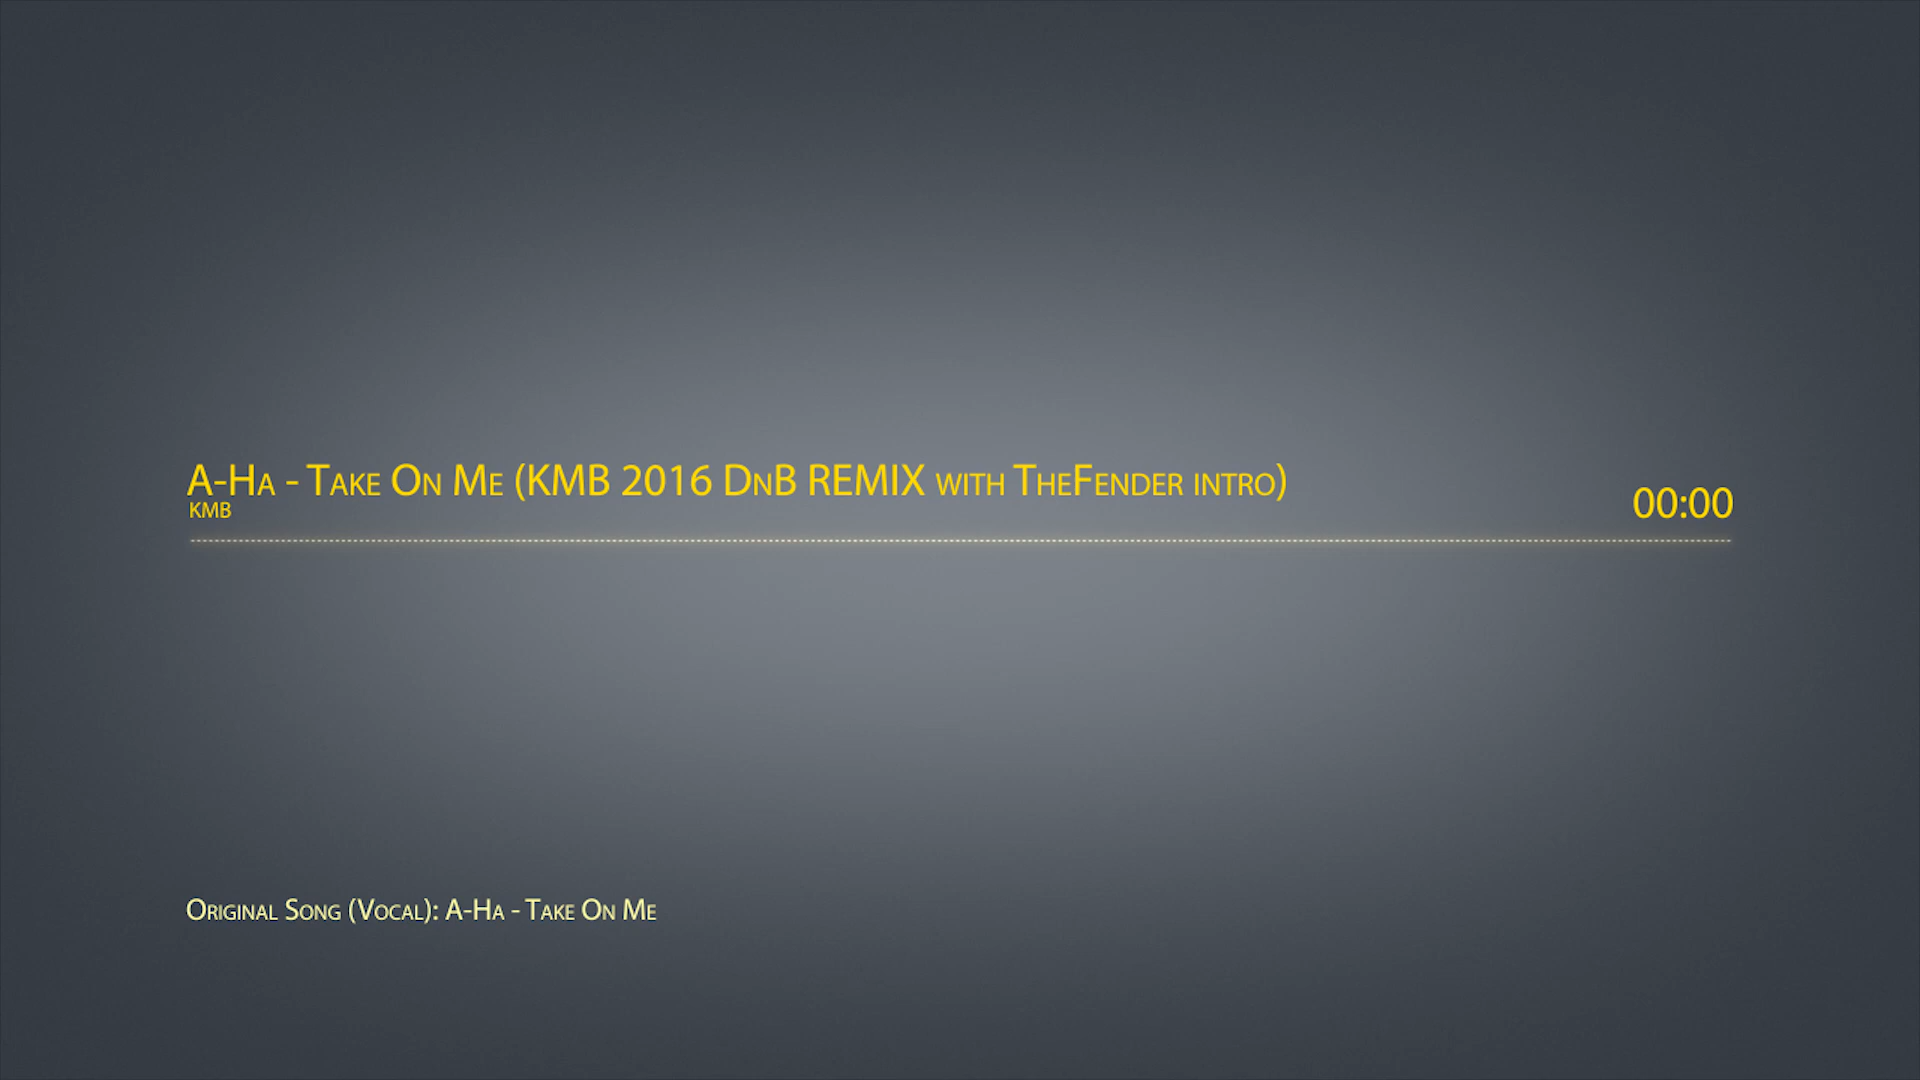 A-Ha - Take On Me (KMB 2016 DnB REMIX with TheFender intro)
KMB
00:00
Original Song (Vocal): A-Ha - Take On Me